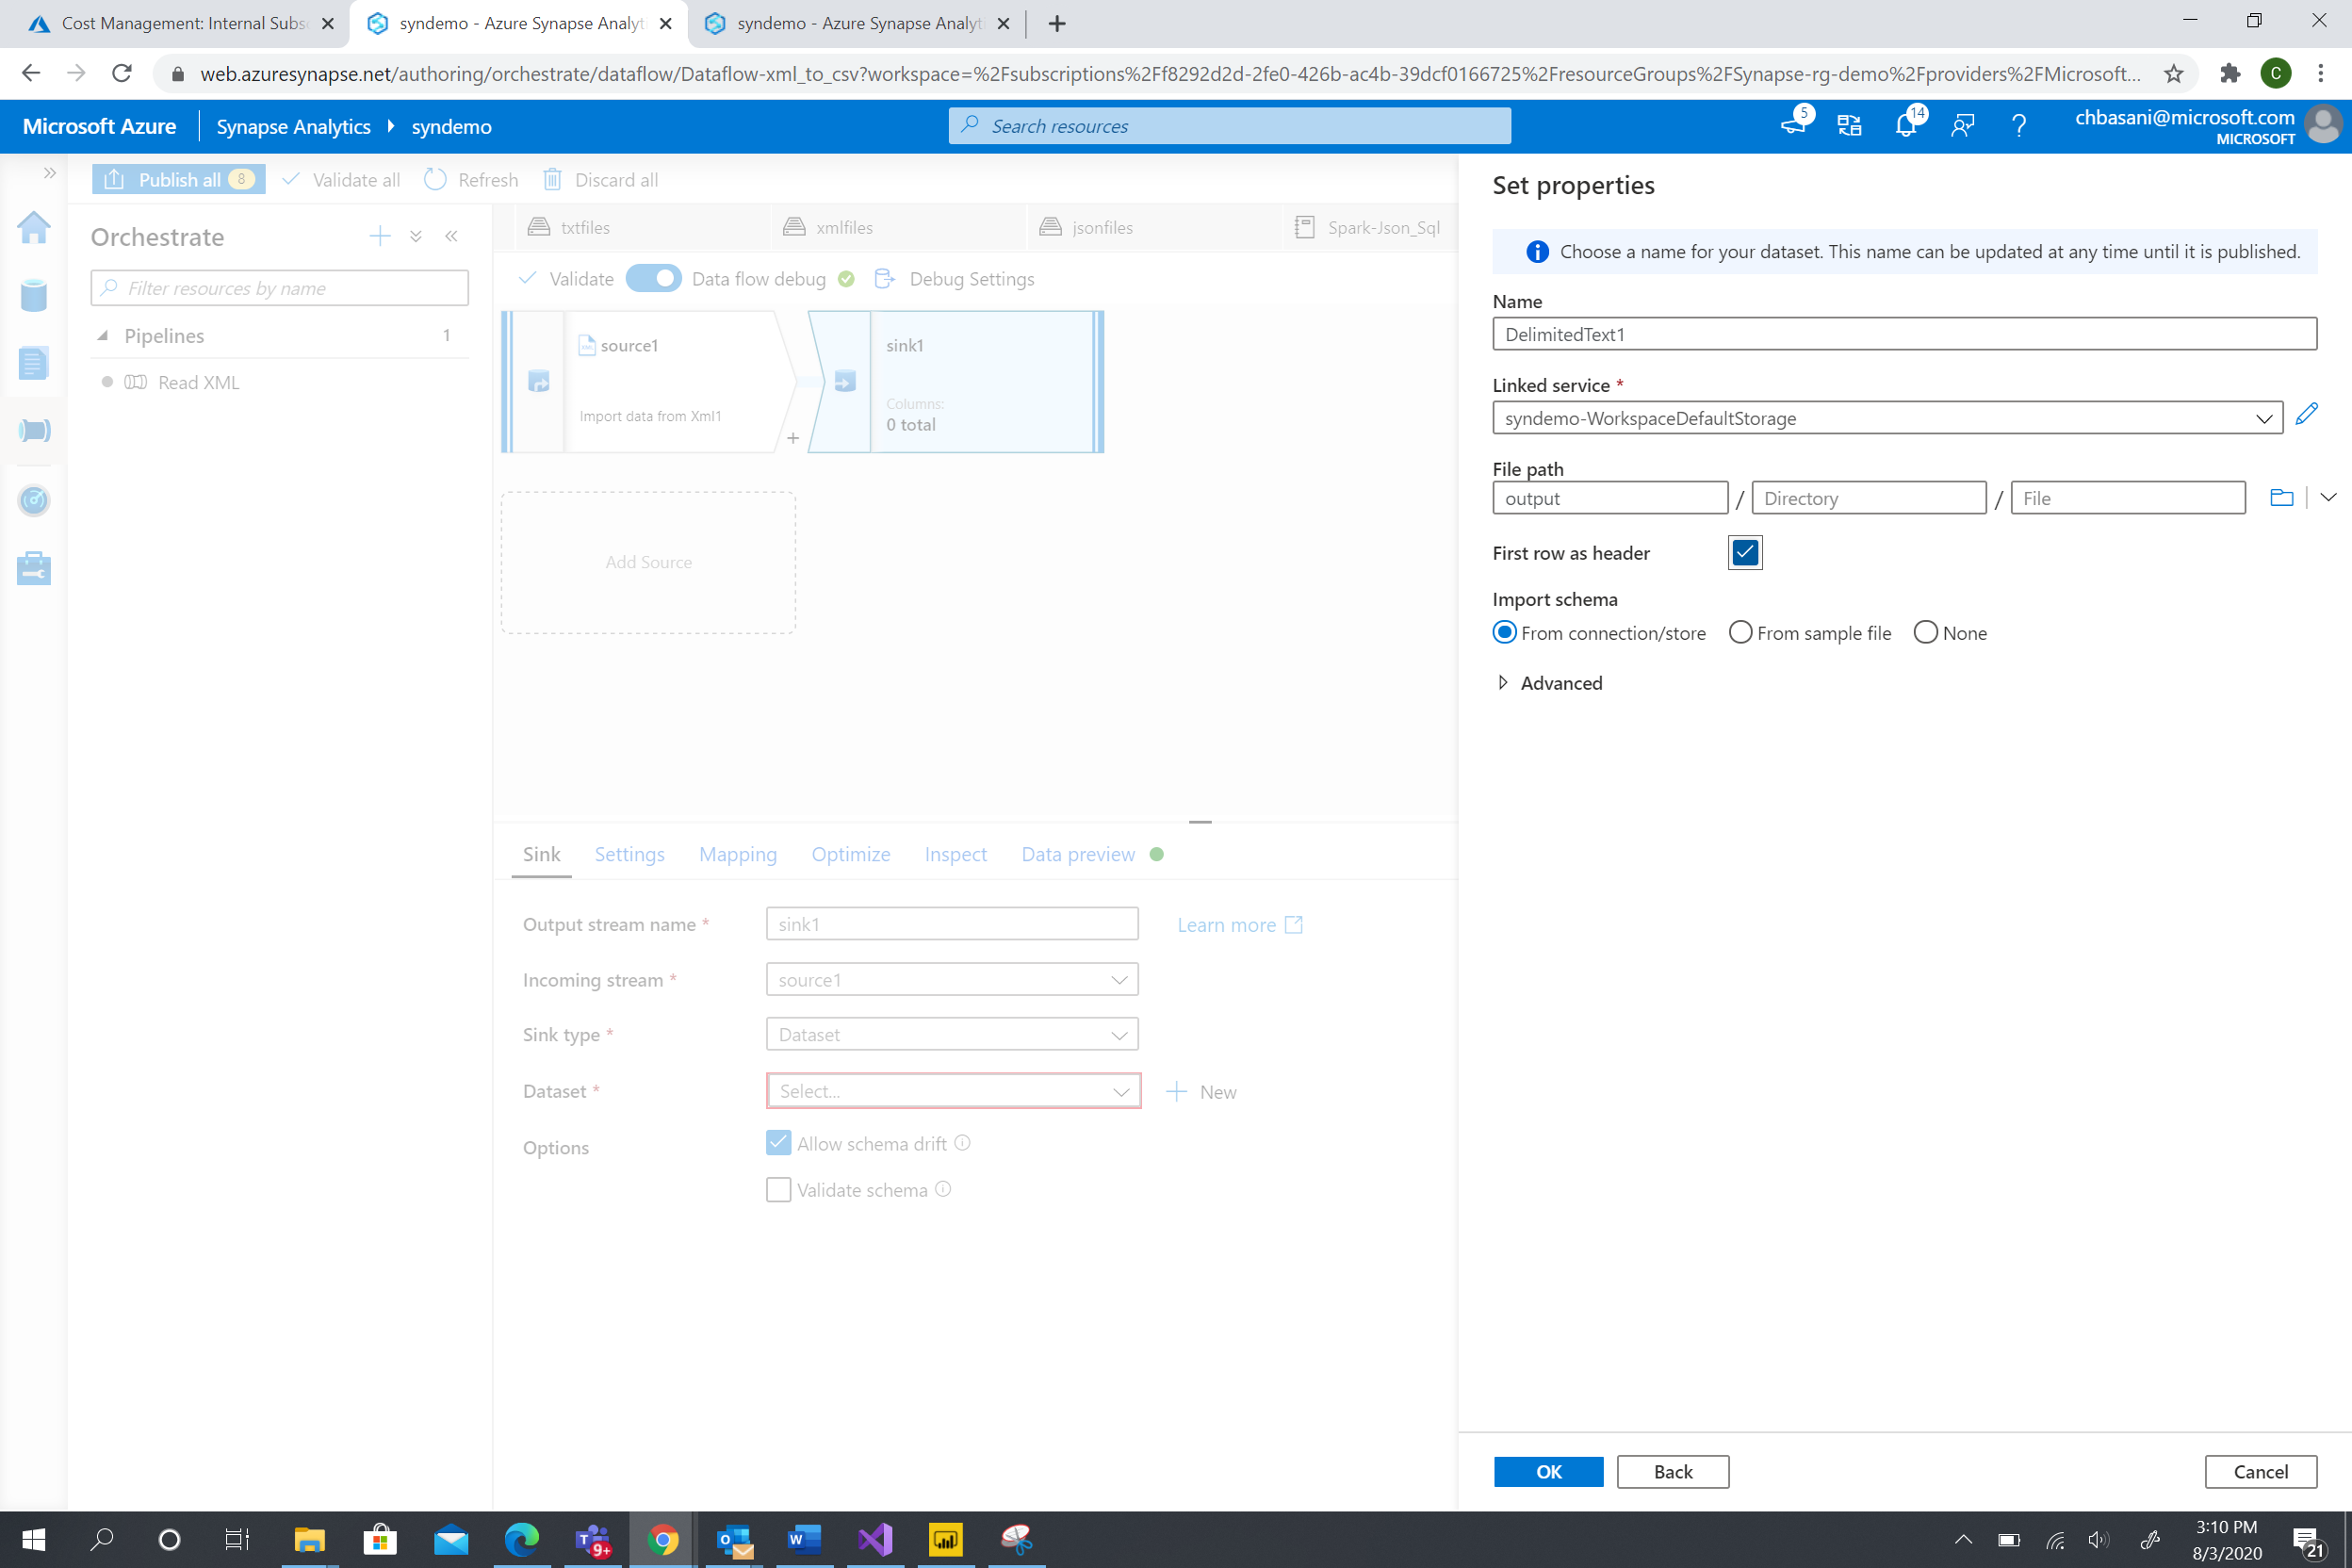 Cost Management: Internal Subs
syndemo - Azure Synapse Analyt
syndemo - Azure Synapse Analyt
web.azuresynapse.net/authoring/orchestrate/dataflow/Dataflow-xml_to_csv?workspace=%2Fsubscriptions%2Ff8292d2d-2fe0-426b-ac4b-39dcf0166725%2FresourceGroups%2FSynapse-rg-demo%2Fproviders%2FMicrosoft...
C
Microsoft Azure
Synapse Analytics
syndemo
Search resources
5
14
chbasani@microsoft.com
MICROSOFT
Publish all 8
Validate all
Refresh
Discard all
Orchestrate
Filter resources by name
Pipelines 1
Read XML
txtfiles
xmlfiles
jsonfiles
Spark-Json_Sql
Validate
Data flow debug
Debug Settings
source1
Import data from Xml1
+
sink1
Columns:
0 total
Add Source
Sink
Settings
Mapping
Optimize
Inspect
Data preview
Output stream name *
sink1
Learn more
Incoming stream *
source1
Sink type *
Dataset
Dataset *
Select...
New
Options
Allow schema drift
Validate schema
Set properties
Choose a name for your dataset. This name can be updated at any time until it is published.
Name
DelimitedText1
Linked service *
syndemo-WorkspaceDefaultStorage
File path
output / Directory / File
First row as header
Import schema
From connection/store
From sample file
None
Advanced
OK
Back
Cancel
9+
3:10 PM
8/3/2020
21